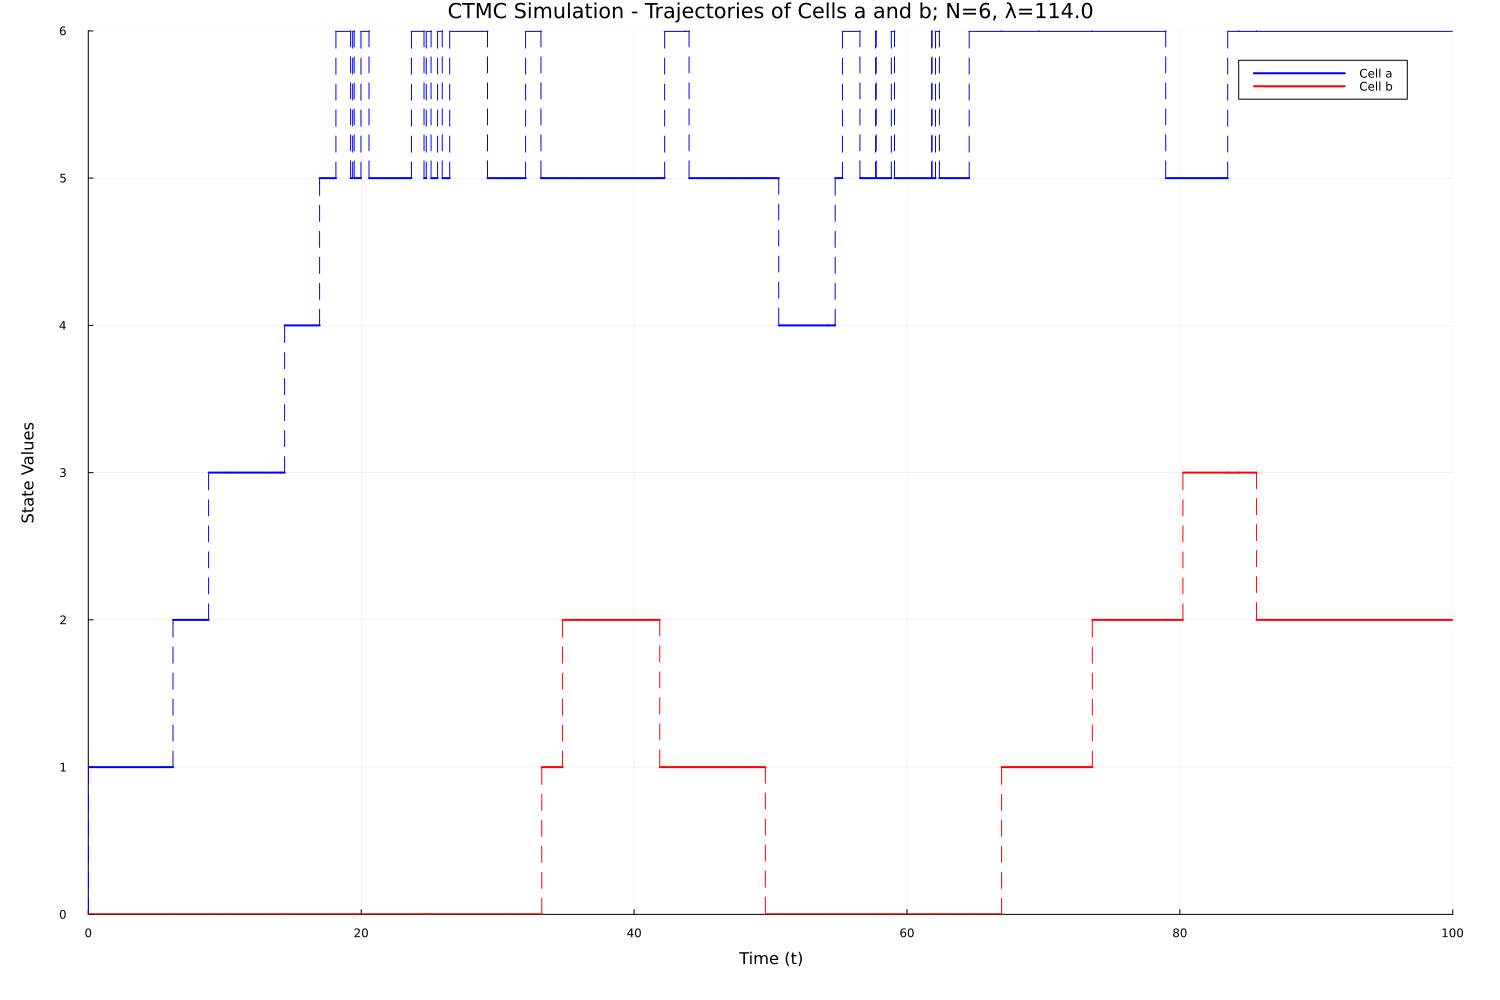 CTMC Simulation - Trajectories of Cells a and b; N=6, λ=114.0
6
Cell a
Cell b
5
4
State Values
3
2
1
0
0 20 40 60 80 100
Time (t)